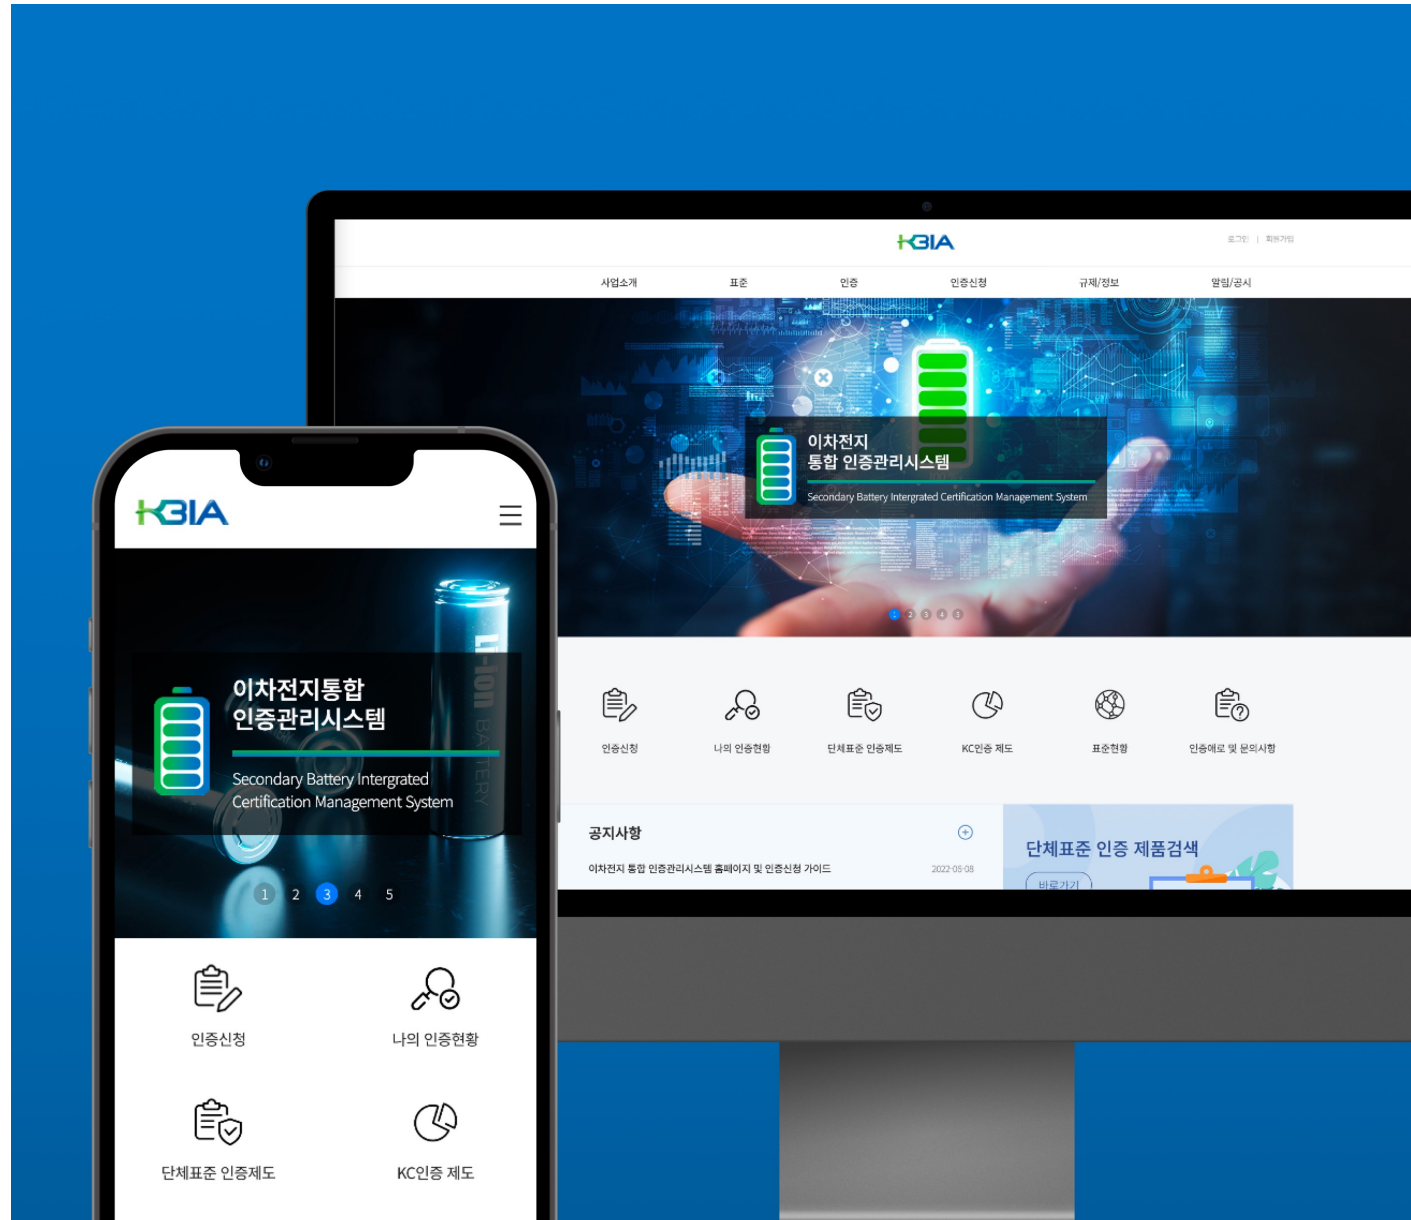 KBIA
로그인 | 회원가입
사업소개 표준 인증 인증신청 규제/정보 알림/공시
이차전지
통합 인증관리시스템
Secondary Battery Intergrated Certification Management System
1 2 3 4 5
인증신청 나의 인증현황 단체표준 인증제도 KC인증 제도 표준현황 인증애로 및 문의사항
공지사항
이차전지 통합 인증관리시스템 홈페이지 및 인증신청 가이드 2022-05-08
단체표준 인증 제품검색
바로가기
KBIA
Li-ion BATTERY
이차전지통합
인증관리시스템
Secondary Battery Intergrated
Certification Management System
1 2 3 4 5
인증신청 나의 인증현황
단체표준 인증제도 KC인증 제도